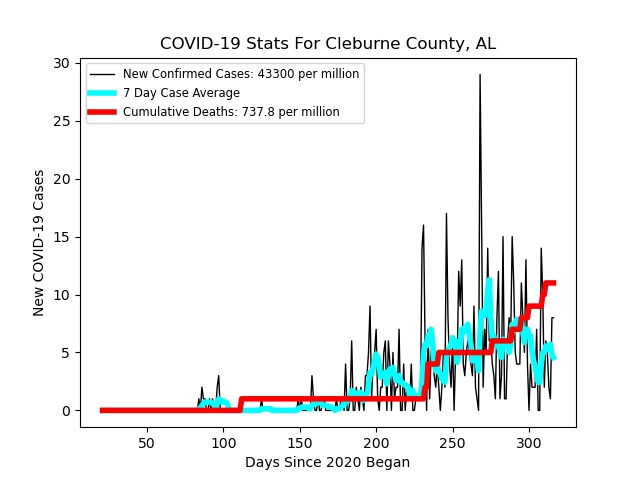 COVID-19 Stats For Cleburne County, AL
New Confirmed Cases: 43300 per million
7 Day Case Average
Cumulative Deaths: 737.8 per million
New COVID-19 Cases
30
25
20
15
10
5
0
50 100 150 200 250 300
Days Since 2020 Began